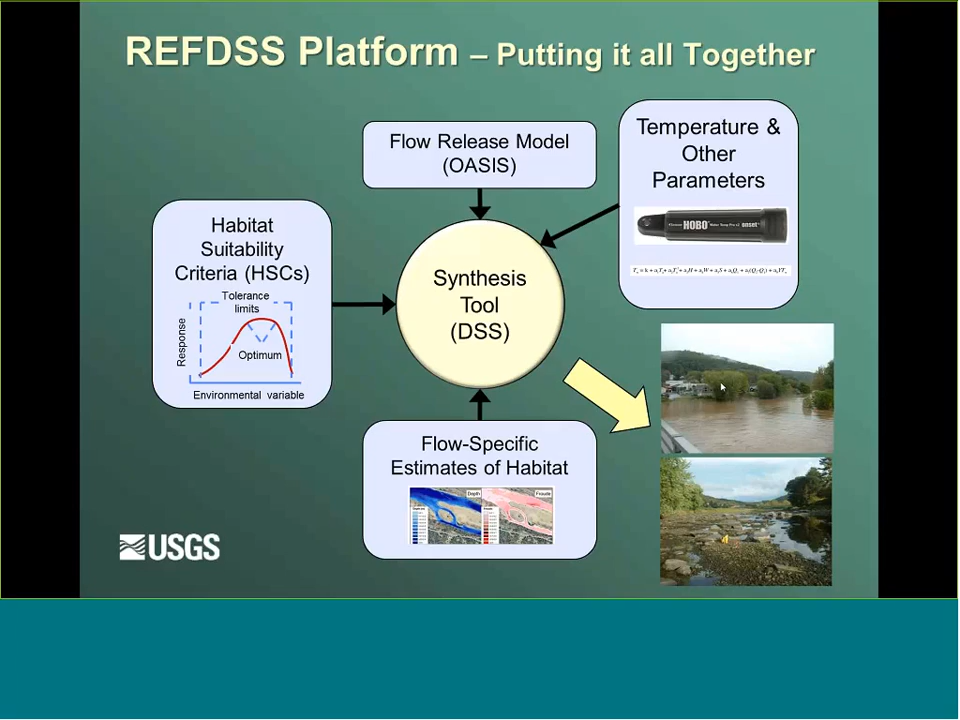 REFDSS Platform – Putting it all Together
Flow Release Model
(OASIS)
Temperature &
Other
Parameters
HOBO
onset
Habitat
Suitability
Criteria (HSCs)
Tolerance
limits
Response
Optimum
Environmental variable
Synthesis
Tool
(DSS)
Flow-Specific
Estimates of Habitat
Depth
Froude
USGS